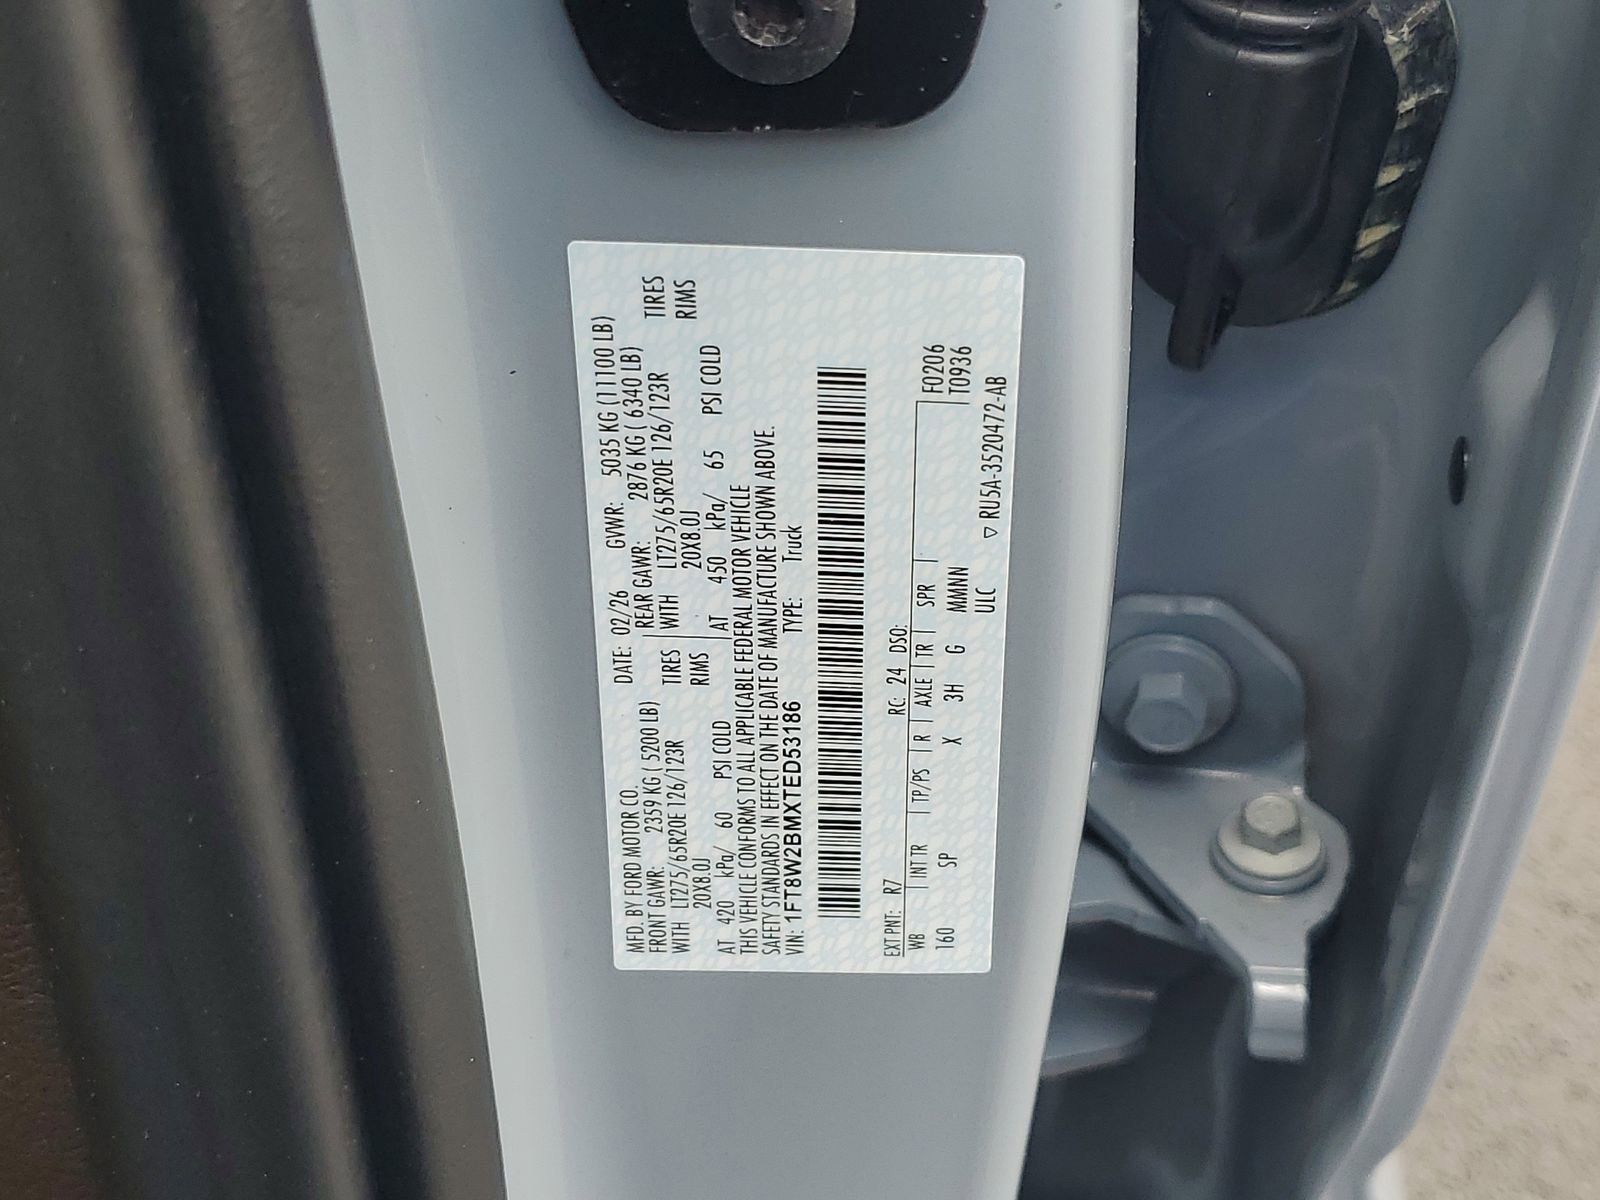 MFD. BY FORD MOTOR CO.
DATE: 02/26 GVWR: 5035 KG (11100 LB)
FRONT GAWR: 2359 KG ( 5200 LB) REAR GAWR: 2876 KG ( 6340 LB)
WITH LT275/65R20E 126/123R TIRES WITH LT275/65R20E 126/123R TIRES
20X8.0J RIMS 20X8.0J RIMS
AT 420 kPa/ 60 PSI COLD AT 450 kPa/ 65 PSI COLD
THIS VEHICLE CONFORMS TO ALL APPLICABLE FEDERAL MOTOR VEHICLE
SAFETY STANDARDS IN EFFECT ON THE DATE OF MANUFACTURE SHOWN ABOVE.
VIN: 1FT8W2BMXTED53186 TYPE: Truck
EXT PNT: R7 RC: 24 DSO:
WB INT TR TP/PS R AXLE TR SPR F0206
160 SP X 3H G MMMNN T0936
ULC ▽ RU5A-3520472-AB